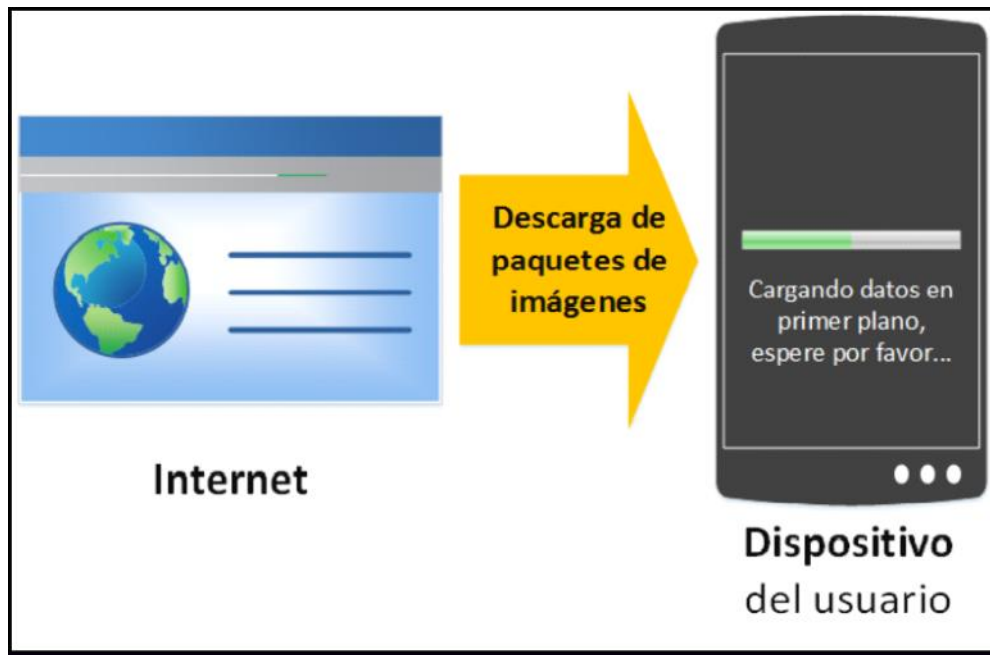 Descarga de
paquetes de
imágenes
Cargando datos en
primer plano,
espere por favor...
Internet
Dispositivo
del usuario